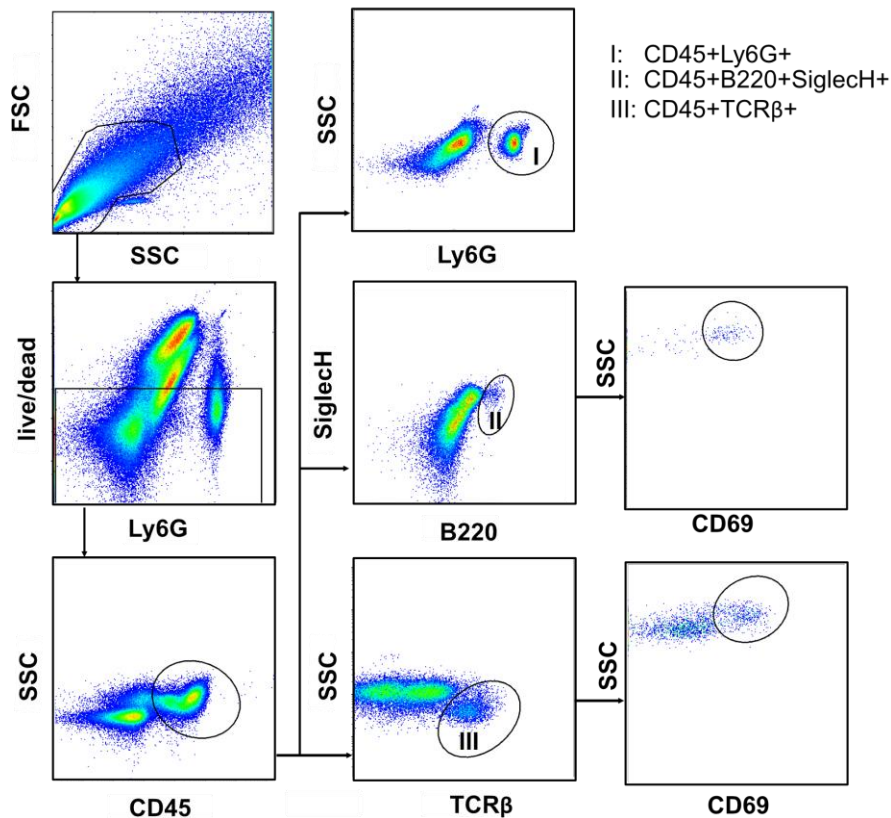 FSC
SSC
SSC
Ly6G
I
I: CD45+Ly6G+
II: CD45+B220+SiglecH+
III: CD45+TCRβ+
live/dead
Ly6G
SiglecH
B220
II
SSC
CD69
SSC
CD45
SSC
TCRβ
III
SSC
CD69